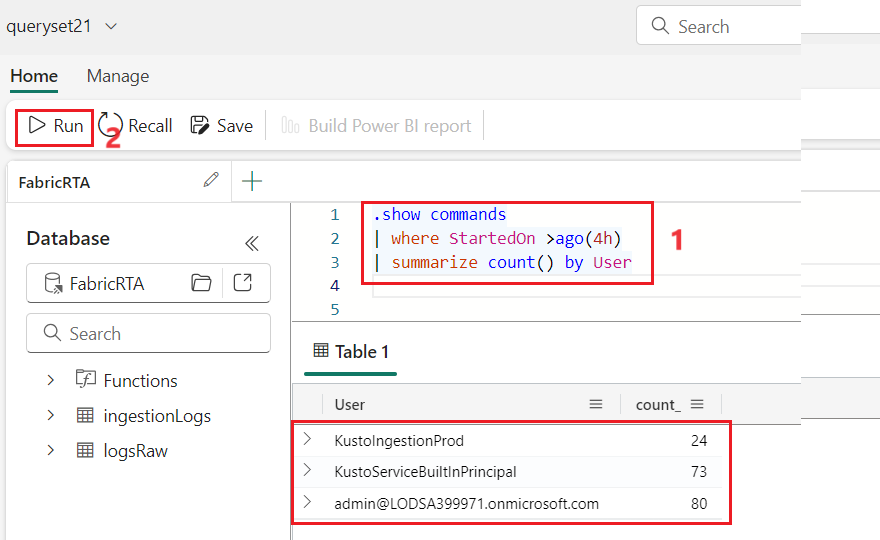 queryset21
Search
Home Manage
Run 2 Recall Save Build Power BI report
FabricRTA
1 .show commands
2 | where StartedOn >ago(4h) 1
3 | summarize count() by User
4
5
Database
FabricRTA
Search
Functions
ingestionLogs
logsRaw
Table 1
User count_
KustoIngestionProd 24
KustoServiceBuiltInPrincipal 73
admin@LODSA399971.onmicrosoft.com 80